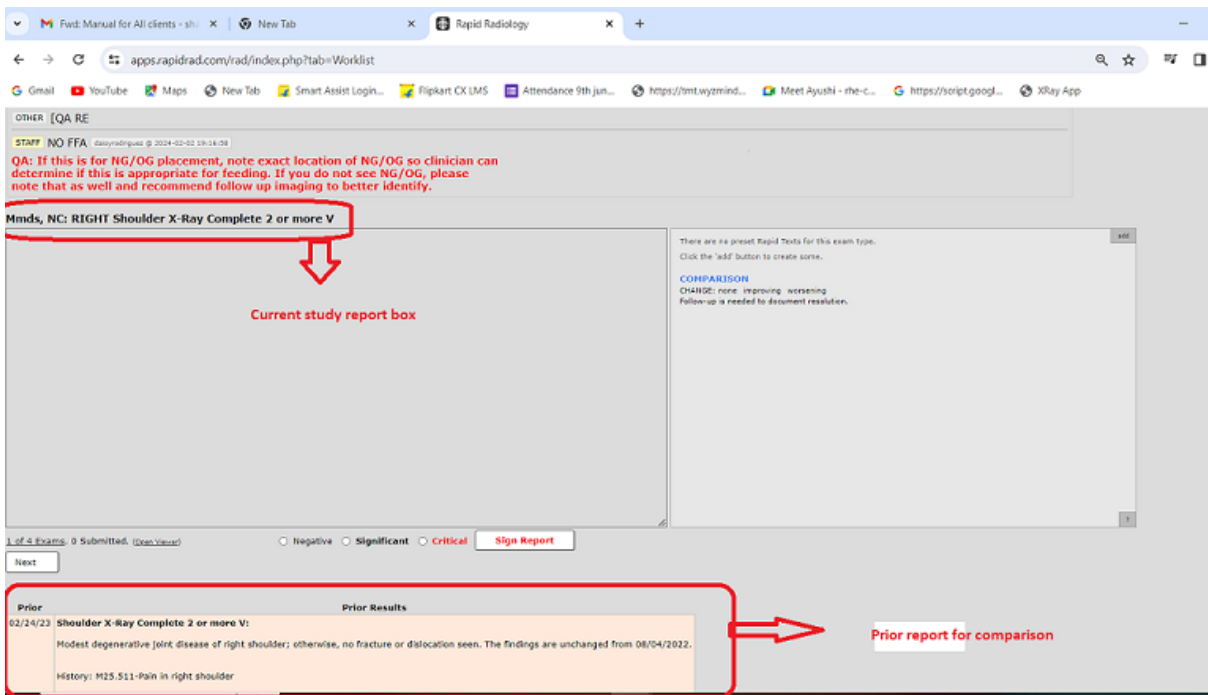 Fwd: Manual for All clients - sh
New Tab
Rapid Radiology
apps.rapidrad.com/rad/index.php?tab=Worklist
Gmail YouTube Maps New Tab Smart Assist Login... Flipkart CX LMS Attendance 9th jun... https://tmt.wyzmind... Meet Ayushi - rhe-c... https://script.googl... XRay App
OTHER [QA RE
STAFF NO FFA daisyrodriguez @ 2024-02-02 19:16:58
QA: If this is for NG/OG placement, note exact location of NG/OG so clinician can
determine if this is appropriate for feeding. If you do not see NG/OG, please
note that as well and recommend follow up imaging to better identify.
Mmds, NC: RIGHT Shoulder X-Ray Complete 2 or more V
There are no preset Rapid Texts for this exam type.
add
Click the 'add' button to create some.
COMPARISON
CHANGE: none improving worsening
Follow-up is needed to document resolution.
Current study report box
?
1 of 4 Exams. 0 Submitted. (Open Viewer)
Negative Significant Critical Sign Report
Next
Prior Prior Results
02/24/23 Shoulder X-Ray Complete 2 or more V:
Modest degenerative joint disease of right shoulder; otherwise, no fracture or dislocation seen. The findings are unchanged from 08/04/2022.
History: M25.511-Pain in right shoulder
Prior report for comparison